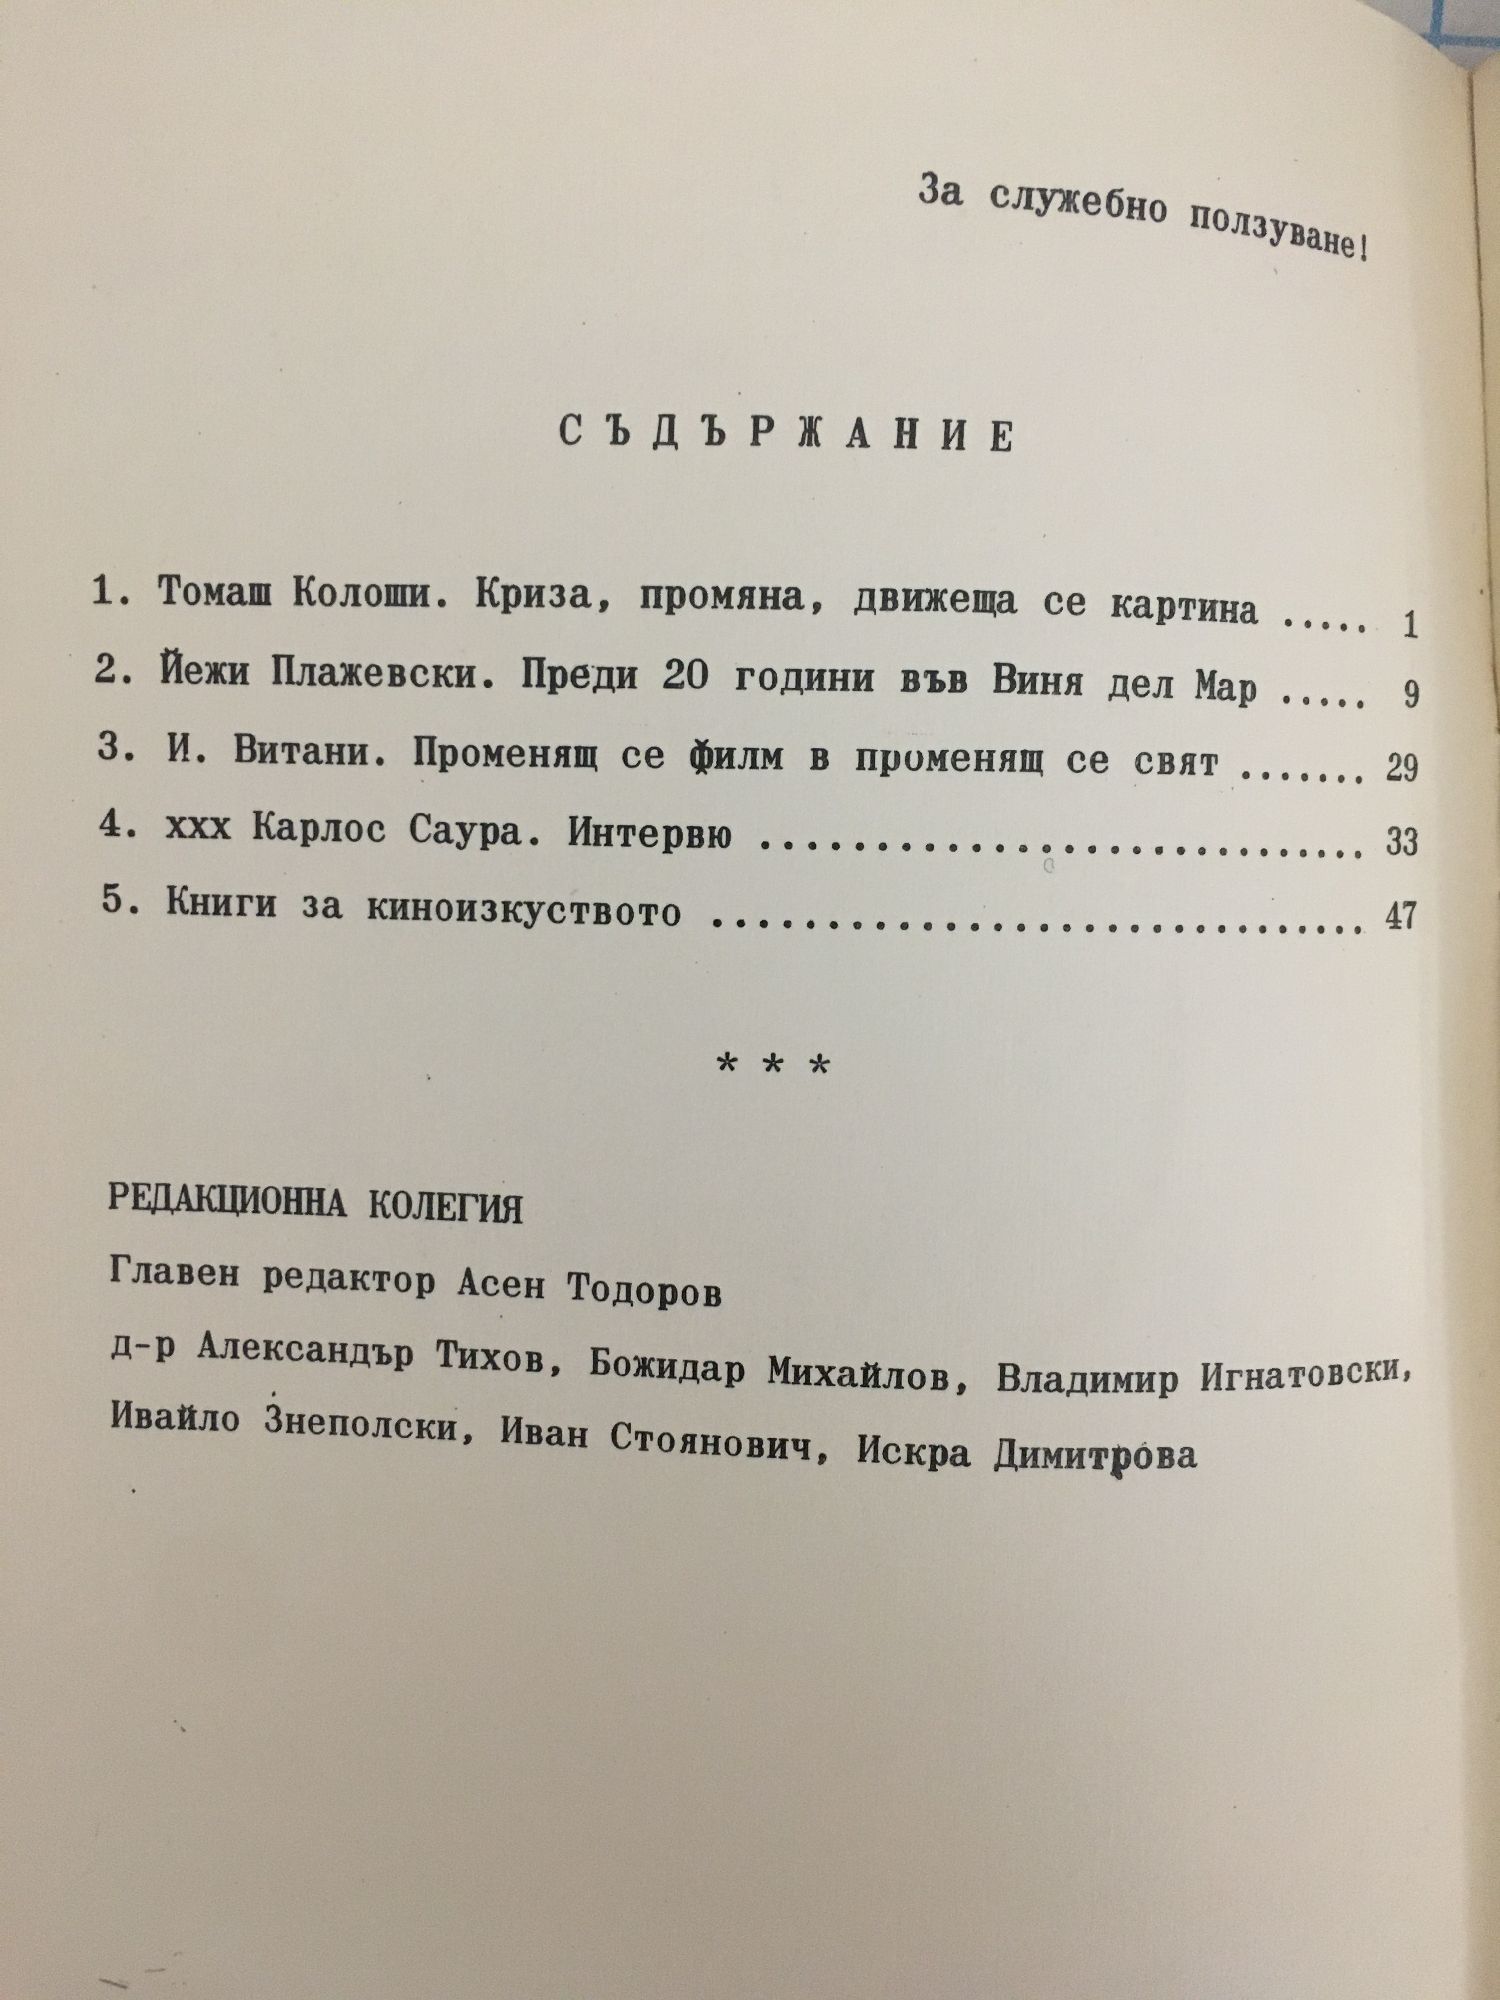 За служебно ползуване!
СЪДЪРЖАНИЕ
1. Томаш Колоши. Криза, промяна, движеща се картина ..... 1
2. Йежи Плажевски. Преди 20 години във Виня дел Мар ..... 9
3. И. Витани. Променящ се филм в променящ се свят ....... 29
4. ххх Карлос Саура. Интервю .......................... 33
5. Книги за киноизкуството ............................ 47
* * *
РЕДАКЦИОННА КОЛЕГИЯ
Главен редактор Асен Тодоров
д-р Александър Тихов, Божидар Михайлов, Владимир Игнатовски,
Ивайло Знеполски, Иван Стоянович, Искра Димитрова